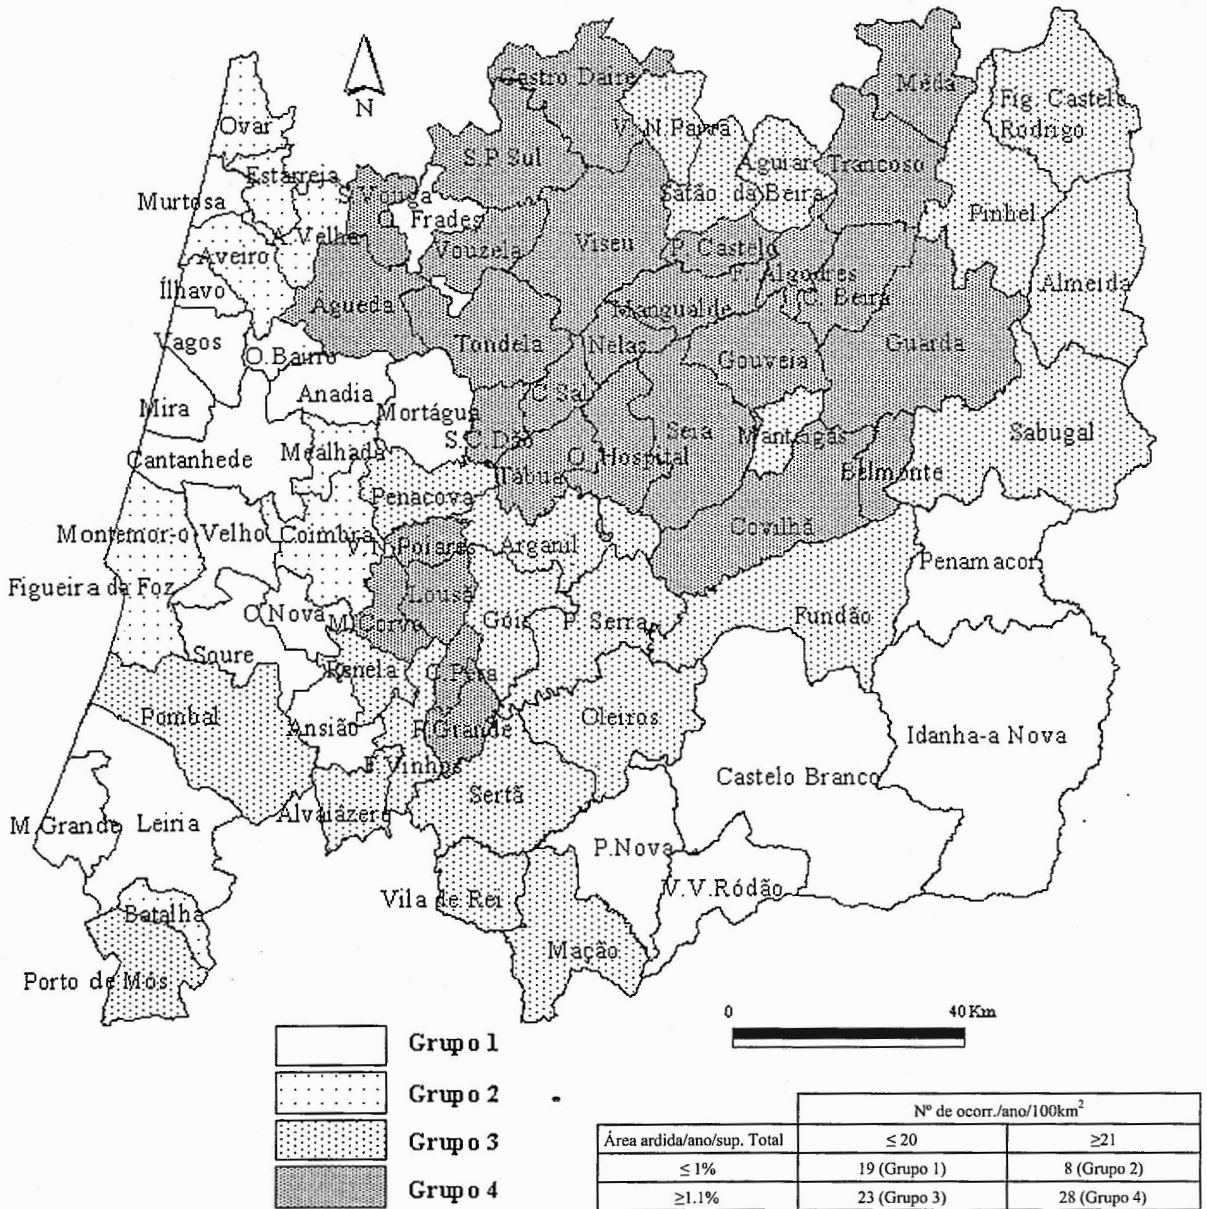 Castro Daire
Meda
Fig. Castelo
Rodrigo
N
Ovar
V. N. Paiva
S.P. Sul
Aguiar
da Beira
Trancoso
Estarreja
S. Vouga
Murtosa
O. Frades
Satão
Pinhel
A. Velha
Vouzela
Viseu
P. Castelo
Aveiro
F. Algodres
Almeida
Ílhavo
Agueda
Mangualde
C. Beira
Vagos
O. Bairro
Tondela
Nelas
Gouveia
Guarda
Anadia
C. Sal
Mira
Mortágua
S.C. Dão
Seia
Manteigas
Sabugal
Cantanhede
Mealhada
Tábua
O. Hospital
Belmonte
Penacova
Covilhã
Montemor-o Velho
Coimbra
V. N. Poiares
Arganil
Penamacor
Figueira da Foz
Lousã
C. Nova
M. Corvo
Góis
P. Serra
Fundão
Soure
Penela
C. Pera
Pombal
Ansião
P. Grande
Oleiros
Idanha-a Nova
F. Vinhos
Castelo Branco
Sertã
M. Grande
Leiria
Alvaiázere
P.Nova
Vila de Rei
V.V. Ródão
Batalha
Mação
Porto de Mós
0 40 Km
Grupo 1
Grupo 2
Grupo 3
Grupo 4
Nº de ocorr./ano/100km²
Área ardida/ano/sup. Total ≤ 20 ≥21
≤ 1% 19 (Grupo 1) 8 (Grupo 2)
≥1.1% 23 (Grupo 3) 28 (Grupo 4)